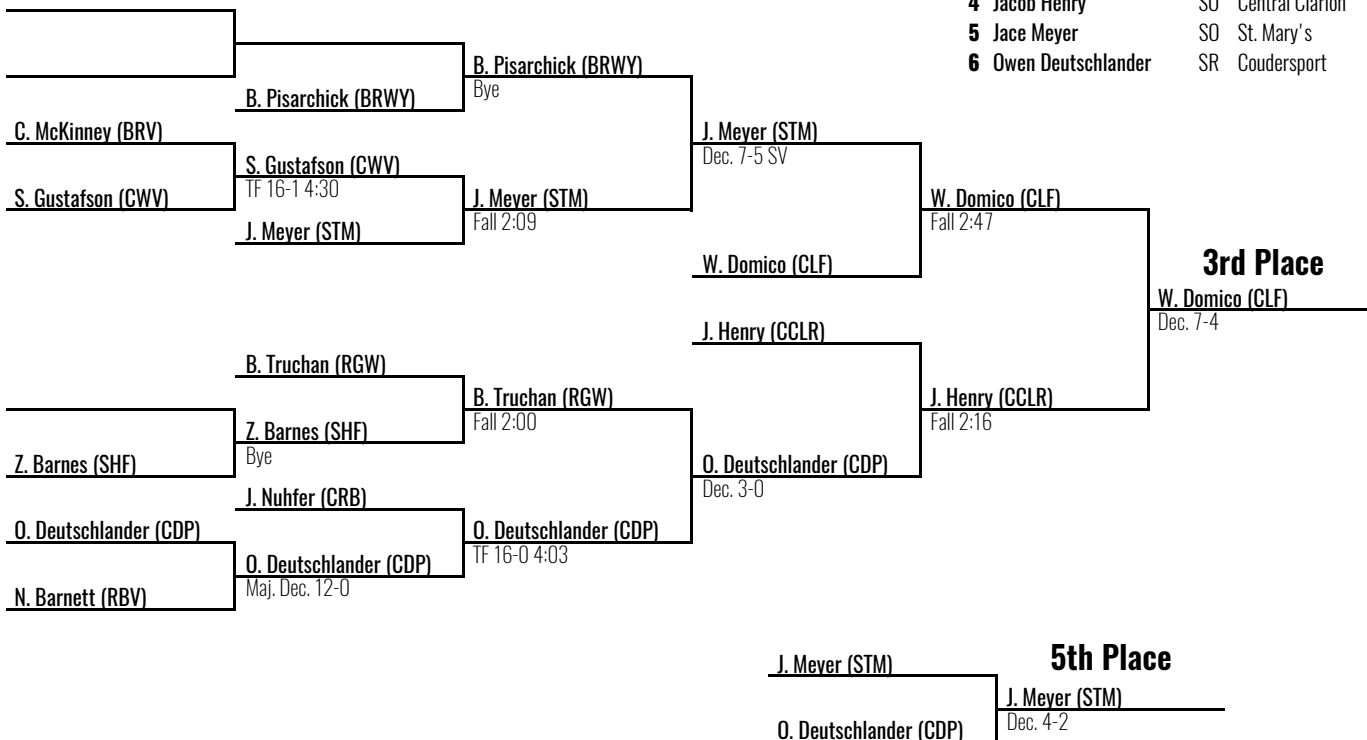 4 Jacob Henry SO Central Clarion
5 Jace Meyer SO St. Mary's
6 Owen Deutschlander SR Coudersport
B. Pisarchick (BRWY)
Bye
B. Pisarchick (BRWY)
C. McKinney (BRV)
J. Meyer (STM)
Dec. 7-5 SV
S. Gustafson (CWV)
TF 16-1 4:30
S. Gustafson (CWV)
J. Meyer (STM)
Fall 2:09
W. Domico (CLF)
Fall 2:47
J. Meyer (STM)
W. Domico (CLF)
3rd Place
W. Domico (CLF)
Dec. 7-4
J. Henry (CCLR)
B. Truchan (RGW)
B. Truchan (RGW)
Fall 2:00
J. Henry (CCLR)
Fall 2:16
Z. Barnes (SHF)
Bye
Z. Barnes (SHF)
O. Deutschlander (CDP)
Dec. 3-0
J. Nuhfer (CRB)
O. Deutschlander (CDP)
O. Deutschlander (CDP)
TF 16-0 4:03
O. Deutschlander (CDP)
Maj. Dec. 12-0
N. Barnett (RBV)
5th Place
J. Meyer (STM)
J. Meyer (STM)
Dec. 4-2
O. Deutschlander (CDP)